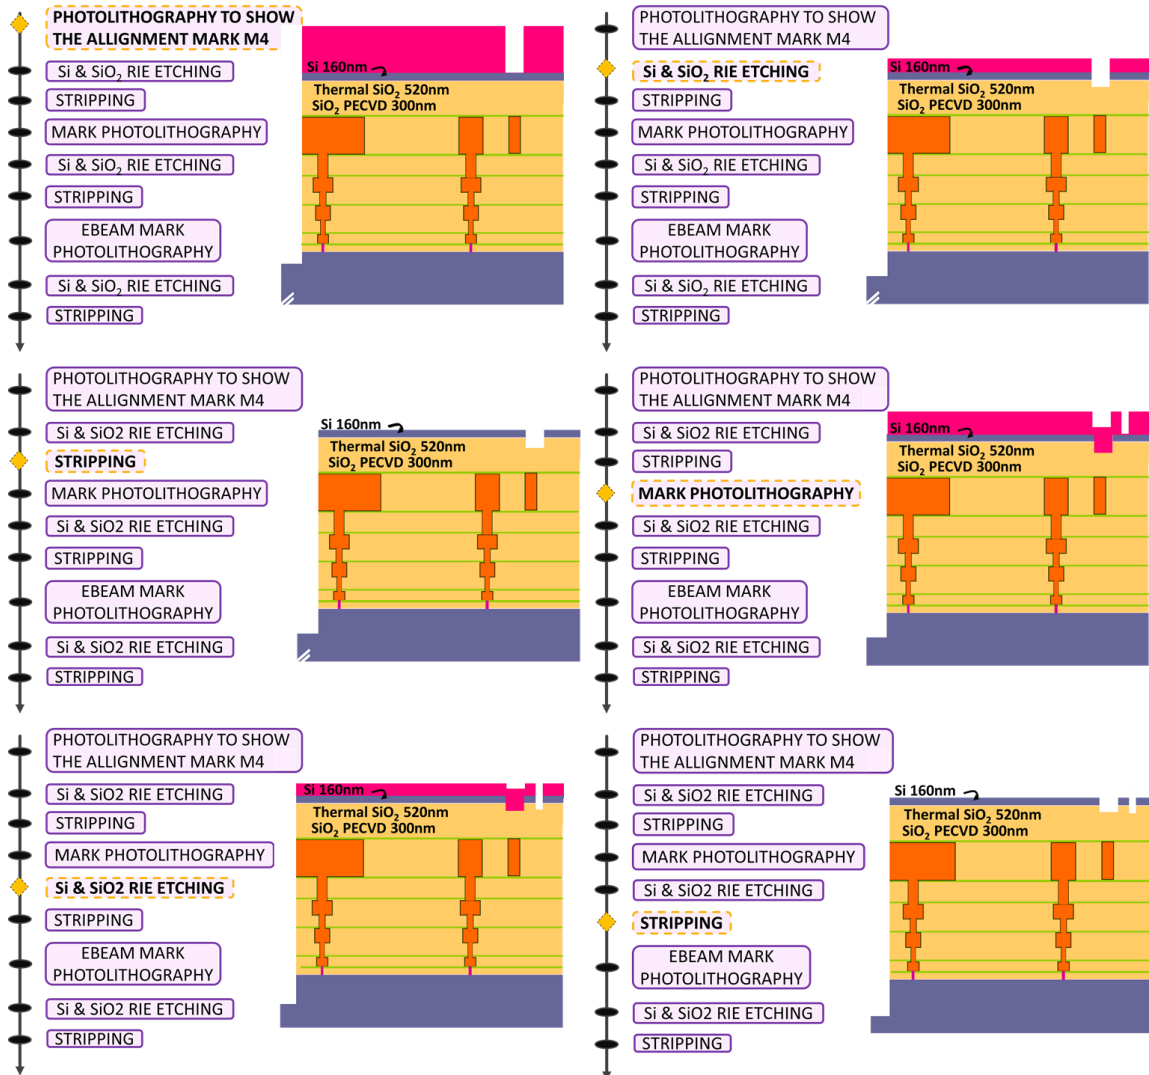 PHOTOLITHOGRAPHY TO SHOW
THE ALLIGNMENT MARK M4
Si & SiO₂ RIE ETCHING
STRIPPING
MARK PHOTOLITHOGRAPHY
Si & SiO₂ RIE ETCHING
STRIPPING
EBEAM MARK
PHOTOLITHOGRAPHY
Si & SiO₂ RIE ETCHING
STRIPPING
Si 160nm
Thermal SiO₂ 520nm
SiO₂ PECVD 300nm
PHOTOLITHOGRAPHY TO SHOW
THE ALLIGNMENT MARK M4
Si & SiO₂ RIE ETCHING
STRIPPING
MARK PHOTOLITHOGRAPHY
Si & SiO₂ RIE ETCHING
STRIPPING
EBEAM MARK
PHOTOLITHOGRAPHY
Si & SiO₂ RIE ETCHING
STRIPPING
Si 160nm
Thermal SiO₂ 520nm
SiO₂ PECVD 300nm
PHOTOLITHOGRAPHY TO SHOW
THE ALLIGNMENT MARK M4
Si & SiO2 RIE ETCHING
STRIPPING
MARK PHOTOLITHOGRAPHY
Si & SiO2 RIE ETCHING
STRIPPING
EBEAM MARK
PHOTOLITHOGRAPHY
Si & SiO2 RIE ETCHING
STRIPPING
Si 160nm
Thermal SiO₂ 520nm
SiO₂ PECVD 300nm
PHOTOLITHOGRAPHY TO SHOW
THE ALLIGNMENT MARK M4
Si & SiO2 RIE ETCHING
STRIPPING
MARK PHOTOLITHOGRAPHY
Si & SiO2 RIE ETCHING
STRIPPING
EBEAM MARK
PHOTOLITHOGRAPHY
Si & SiO2 RIE ETCHING
STRIPPING
Si 160nm
Thermal SiO₂ 520nm
SiO₂ PECVD 300nm
PHOTOLITHOGRAPHY TO SHOW
THE ALLIGNMENT MARK M4
Si & SiO2 RIE ETCHING
STRIPPING
MARK PHOTOLITHOGRAPHY
Si & SiO2 RIE ETCHING
STRIPPING
EBEAM MARK
PHOTOLITHOGRAPHY
Si & SiO2 RIE ETCHING
STRIPPING
Si 160nm
Thermal SiO₂ 520nm
SiO₂ PECVD 300nm
PHOTOLITHOGRAPHY TO SHOW
THE ALLIGNMENT MARK M4
Si & SiO2 RIE ETCHING
STRIPPING
MARK PHOTOLITHOGRAPHY
Si & SiO2 RIE ETCHING
STRIPPING
EBEAM MARK
PHOTOLITHOGRAPHY
Si & SiO2 RIE ETCHING
STRIPPING
Si 160nm
Thermal SiO₂ 520nm
SiO₂ PECVD 300nm